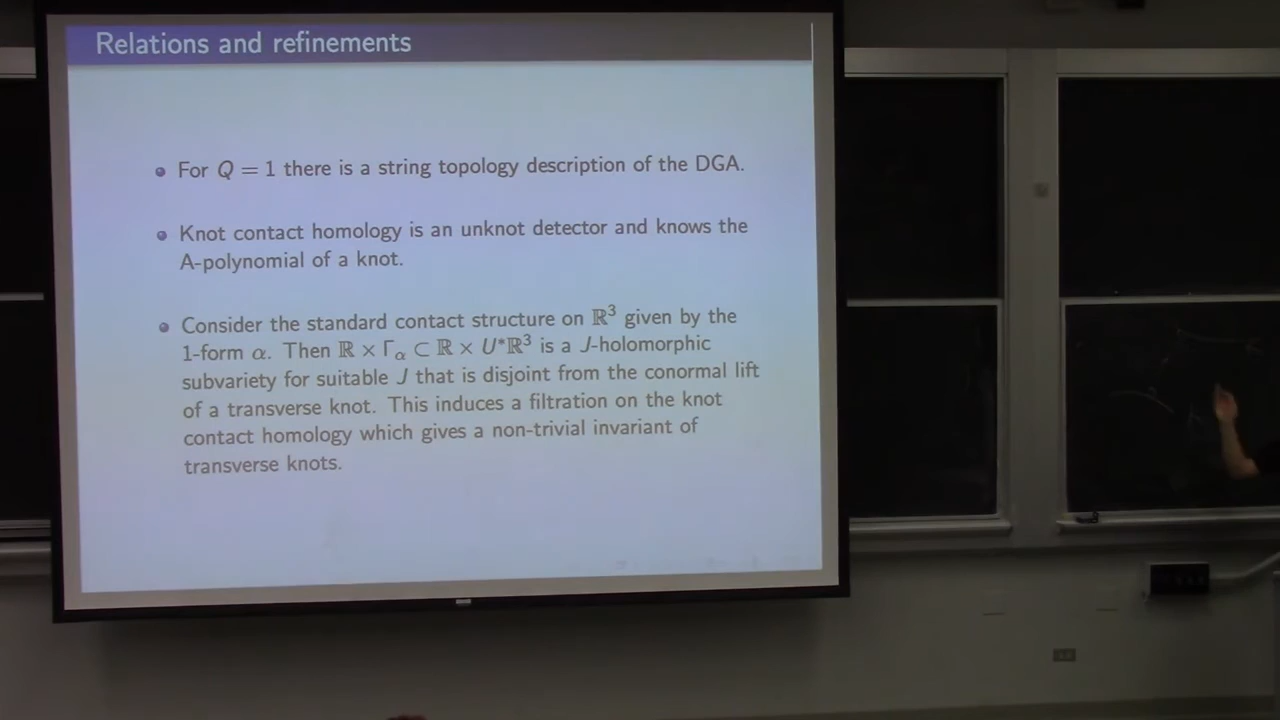 Relations and refinements
For Q = 1 there is a string topology description of the DGA.
Knot contact homology is an unknot detector and knows the
A-polynomial of a knot.
Consider the standard contact structure on ℝ³ given by the
1-form α. Then ℝ × Γ_α ⊂ ℝ × U*ℝ³ is a J-holomorphic
subvariety for suitable J that is disjoint from the conormal lift
of a transverse knot. This induces a filtration on the knot
contact homology which gives a non-trivial invariant of
transverse knots.